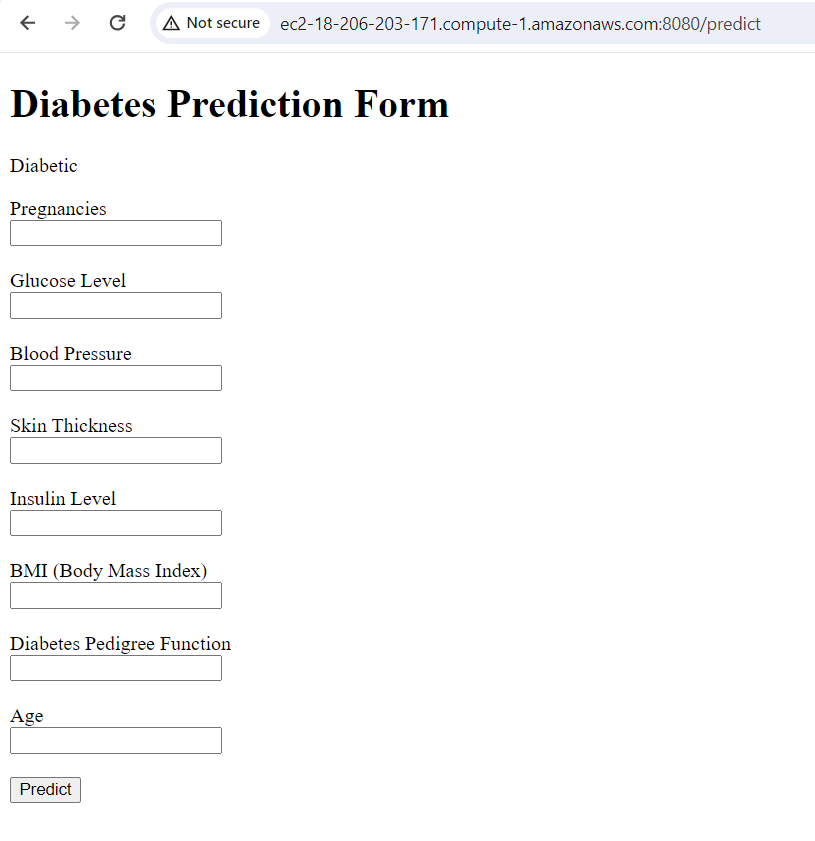 Not secure ec2-18-206-203-171.compute-1.amazonaws.com:8080/predict
Diabetes Prediction Form
Diabetic
Pregnancies
Glucose Level
Blood Pressure
Skin Thickness
Insulin Level
BMI (Body Mass Index)
Diabetes Pedigree Function
Age
Predict